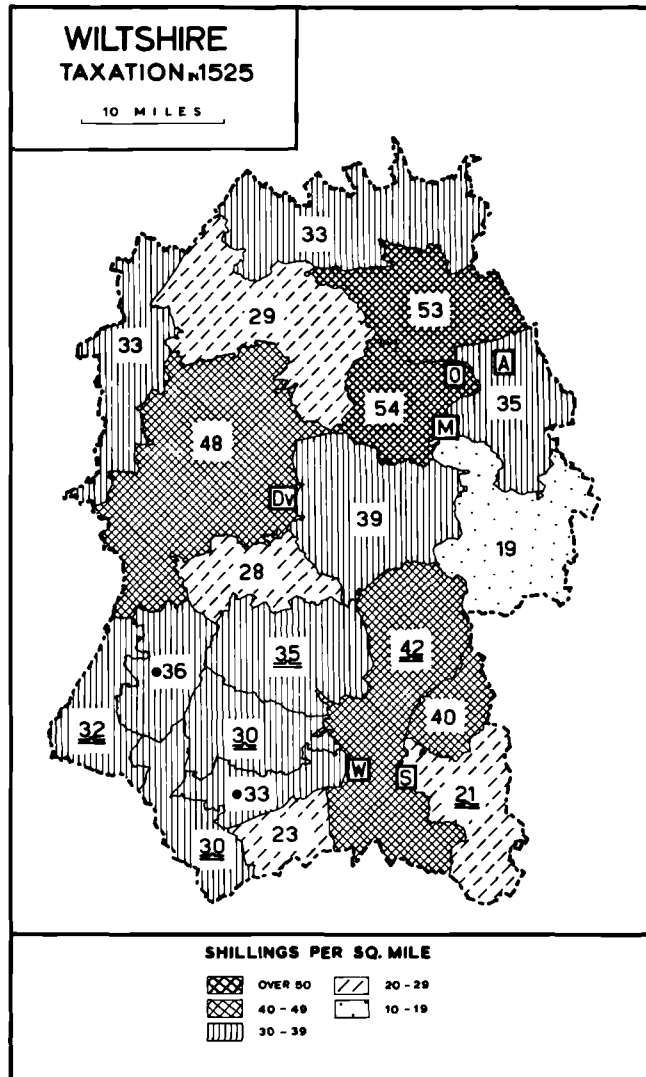 WILTSHIRE
TAXATION IN 1525
10 MILES
33
53
29
33
O
A
54
35
M
48
Dv
39
19
28
42
35
36
40
32
30
W
S
33
21
23
30
SHILLINGS PER SQ. MILE
OVER 50
20 - 29
40 - 49
10 - 19
30 - 39